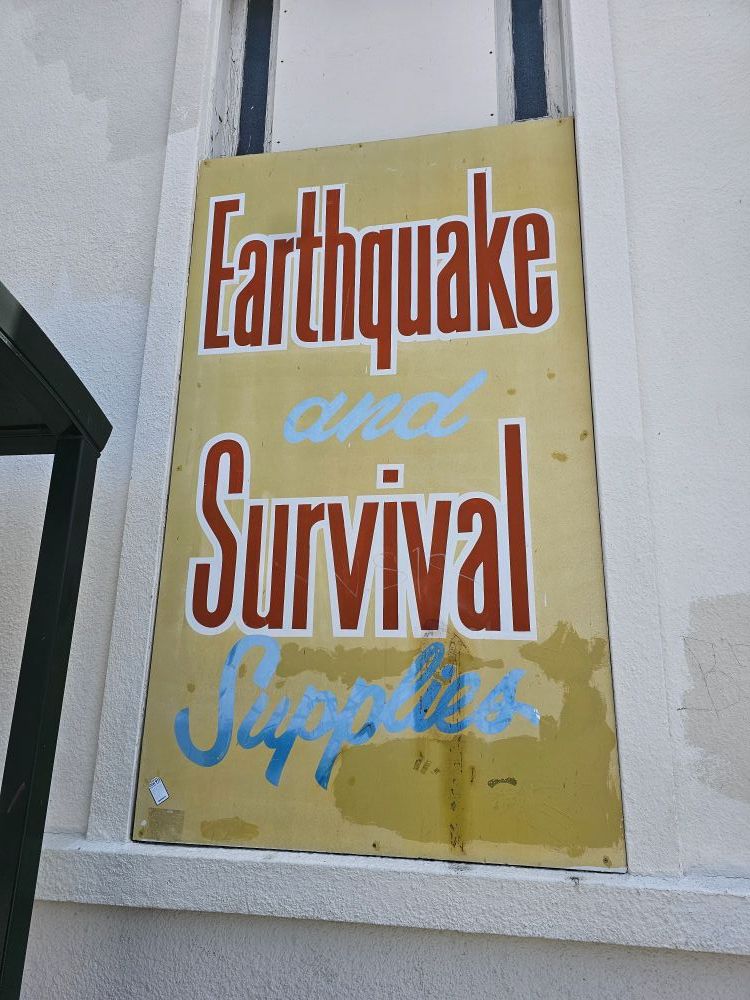 Earthquake
and
Survival
Supplies